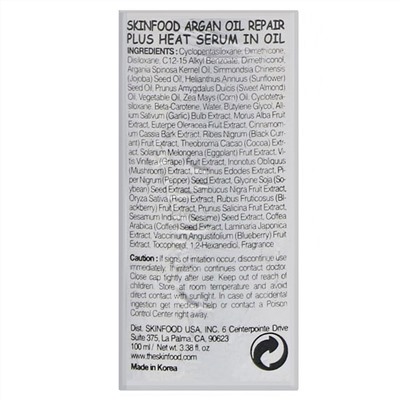 SKINFOOD ARGAN OIL REPAIR
PLUS HEAT SERUM IN OIL
INGREDIENTS : Cyclopentasiloxane, Dimethicone,
Disiloxane, C12-15 Alkyl Benzoate, Dimethiconol,
Argania Spinosa Kernel Oil, Simmondsia Chinensis
(Jojoba) Seed Oil, Helianthus Annuus (Sunflower)
Seed Oil, Prunus Amygdalus Dulcis (Sweet Almond)
Oil, Vegetable Oil, Zea Mays (Corn) Oil, Cyclotetra-
siloxane, Beta-Carotene, Water, Butylene Glycol, Al-
lium Sativum (Garlic) Bulb Extract, Morus Alba Fruit
Extract, Euterpe Oleracea Fruit Extract, Cinnamom-
um Cassia Bark Extract, Ribes Nigrum (Black Curr-
ant) Fruit Extract, Theobroma Cacao (Cocoa) Extra-
ct, Solanum Melongena (Eggplant) Fruit Extract, Vi-
tis Vinifera (Grape) Fruit Extract, Inonotus Obliquus
(Mushroom) Extract, Lentinus Edodes Extract, Pip-
er Nigrum (Pepper) Seed Extract, Glycine Soja (Soy-
bean) Seed Extract, Sambucus Nigra Fruit Extract,
Oryza Sativa (Rice) Extract, Rubus Fruticosus (Bl-
ackberry) Fruit Extract, Prunus Salicina Fruit Extract,
Sesamum Indicum (Sesame) Seed Extract, Coffea
Arabica (Coffee) Seed Extract, Laminaria Japonica
Extract, Vaccinium Angustifolium (Blueberry) Fruit
Extract, Tocopherol, 1,2-Hexanediol, Fragrance
Caution : If signs of irritation occur, discontinue use
immediately. If irritation continues contact doctor.
Close cap tightly after use. Keep out of reach of
children. Store at room temperature and avoid
direct contact with sunlight. In case of accidental
ingestion get medical help or contact a Poison
Control Center right away.
Dist. SKINFOOD USA, INC. 6 Centerpointe Drive
Suite 375, La Palma, CA, 90623
100 ml / 3.38 fl. oz
www.theskinfood.com
Made in Korea